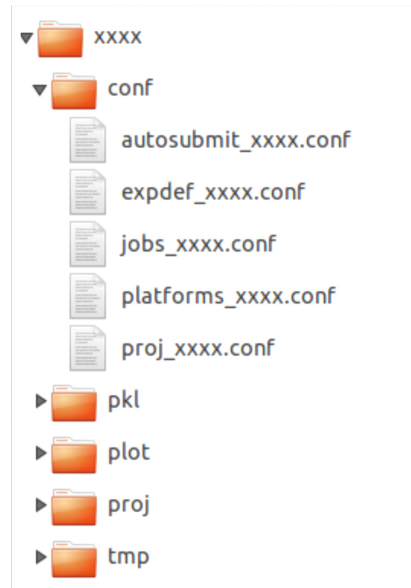 xxxx
conf
autosubmit_xxxx.conf
expdef_xxxx.conf
jobs_xxxx.conf
platforms_xxxx.conf
proj_xxxx.conf
pkl
plot
proj
tmp